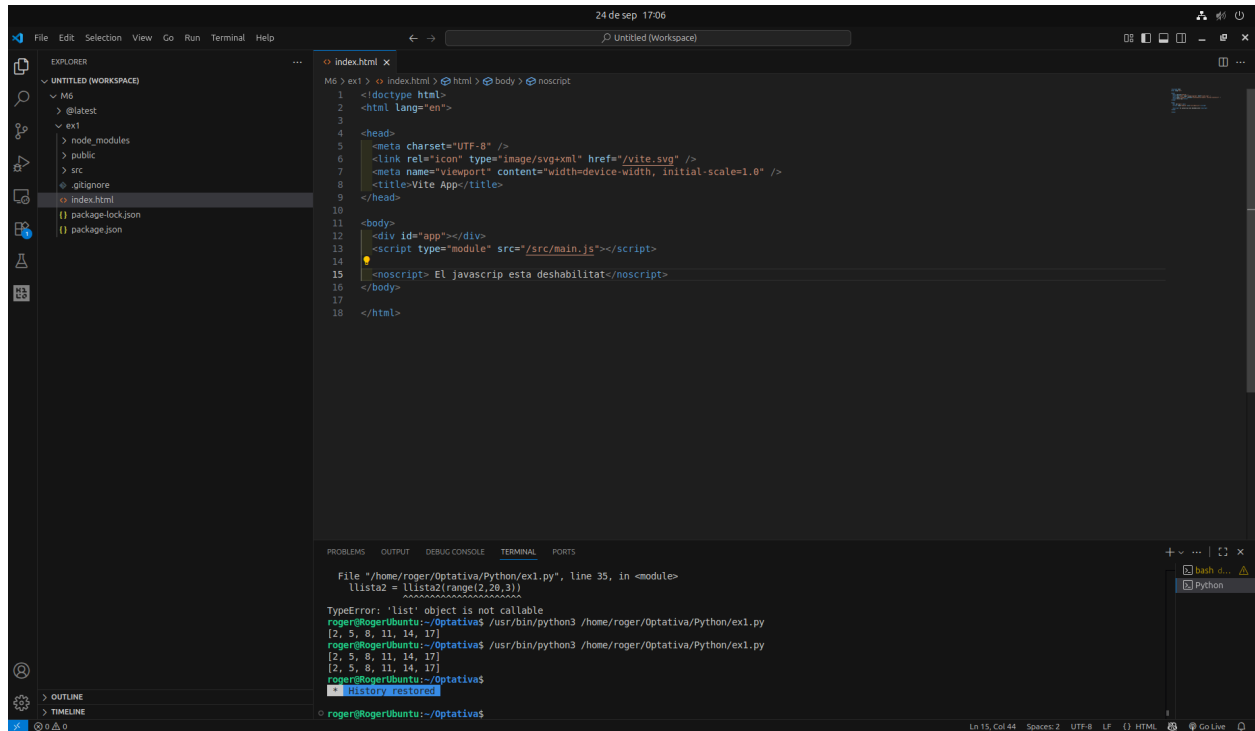 24 de sep 17:06
File Edit Selection View Go Run Terminal Help
Untitled (Workspace)
EXPLORER
index.html
UNTITLED (WORKSPACE)
M6
@latest
ex1
node_modules
public
src
.gitignore
index.html
package-lock.json
package.json
OUTLINE
TIMELINE
M6 > ex1 > index.html > html > body > noscript
1 <!doctype html>
2 <html lang="en">
3
4 <head>
5 <meta charset="UTF-8" />
6 <link rel="icon" type="image/svg+xml" href="/vite.svg" />
7 <meta name="viewport" content="width=device-width, initial-scale=1.0" />
8 <title>Vite App</title>
9 </head>
10
11 <body>
12 <div id="app"></div>
13 <script type="module" src="/src/main.js"></script>
14
15 <noscript> El javascrip esta deshabilitat</noscript>
16 </body>
17
18 </html>
PROBLEMS OUTPUT DEBUG CONSOLE TERMINAL PORTS
File "/home/roger/Optativa/Python/ex1.py", line 35, in <module>
llista2 = llista2(range(2,20,3))
^^^^^^^^^^^^^^^^^^^^^^
TypeError: 'list' object is not callable
roger@RogerUbuntu:~/Optativa$ /usr/bin/python3 /home/roger/Optativa/Python/ex1.py
[2, 5, 8, 11, 14, 17]
roger@RogerUbuntu:~/Optativa$ /usr/bin/python3 /home/roger/Optativa/Python/ex1.py
[2, 5, 8, 11, 14, 17]
[2, 5, 8, 11, 14, 17]
roger@RogerUbuntu:~/Optativa$
* History restored
roger@RogerUbuntu:~/Optativa$
bash d...
Python
0 0
Ln 15, Col 44 Spaces: 2 UTF-8 LF {} HTML Go Live